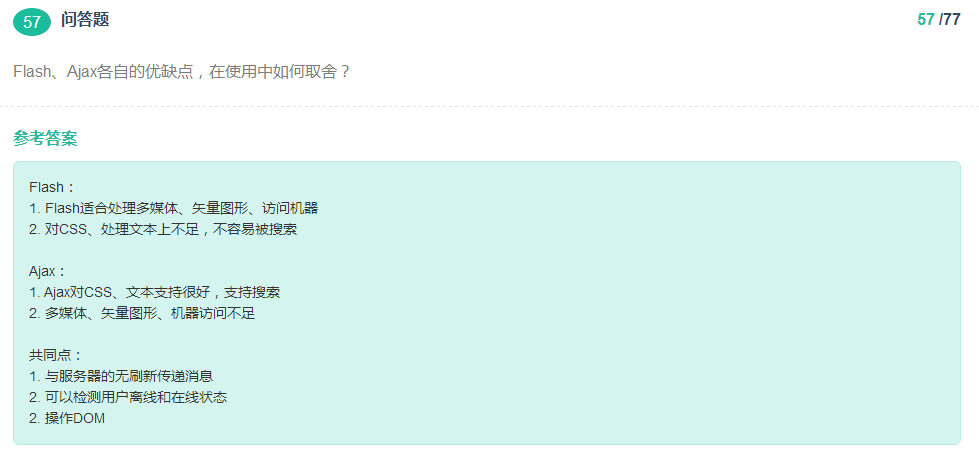 57 问答题 57 /77
Flash、Ajax各自的优缺点，在使用中如何取舍？
参考答案
Flash：
1. Flash适合处理多媒体、矢量图形、访问机器
2. 对CSS、处理文本上不足，不容易被搜索
Ajax：
1. Ajax对CSS、文本支持很好，支持搜索
2. 多媒体、矢量图形、机器访问不足
共同点：
1. 与服务器的无刷新传递消息
2. 可以检测用户离线和在线状态
2. 操作DOM